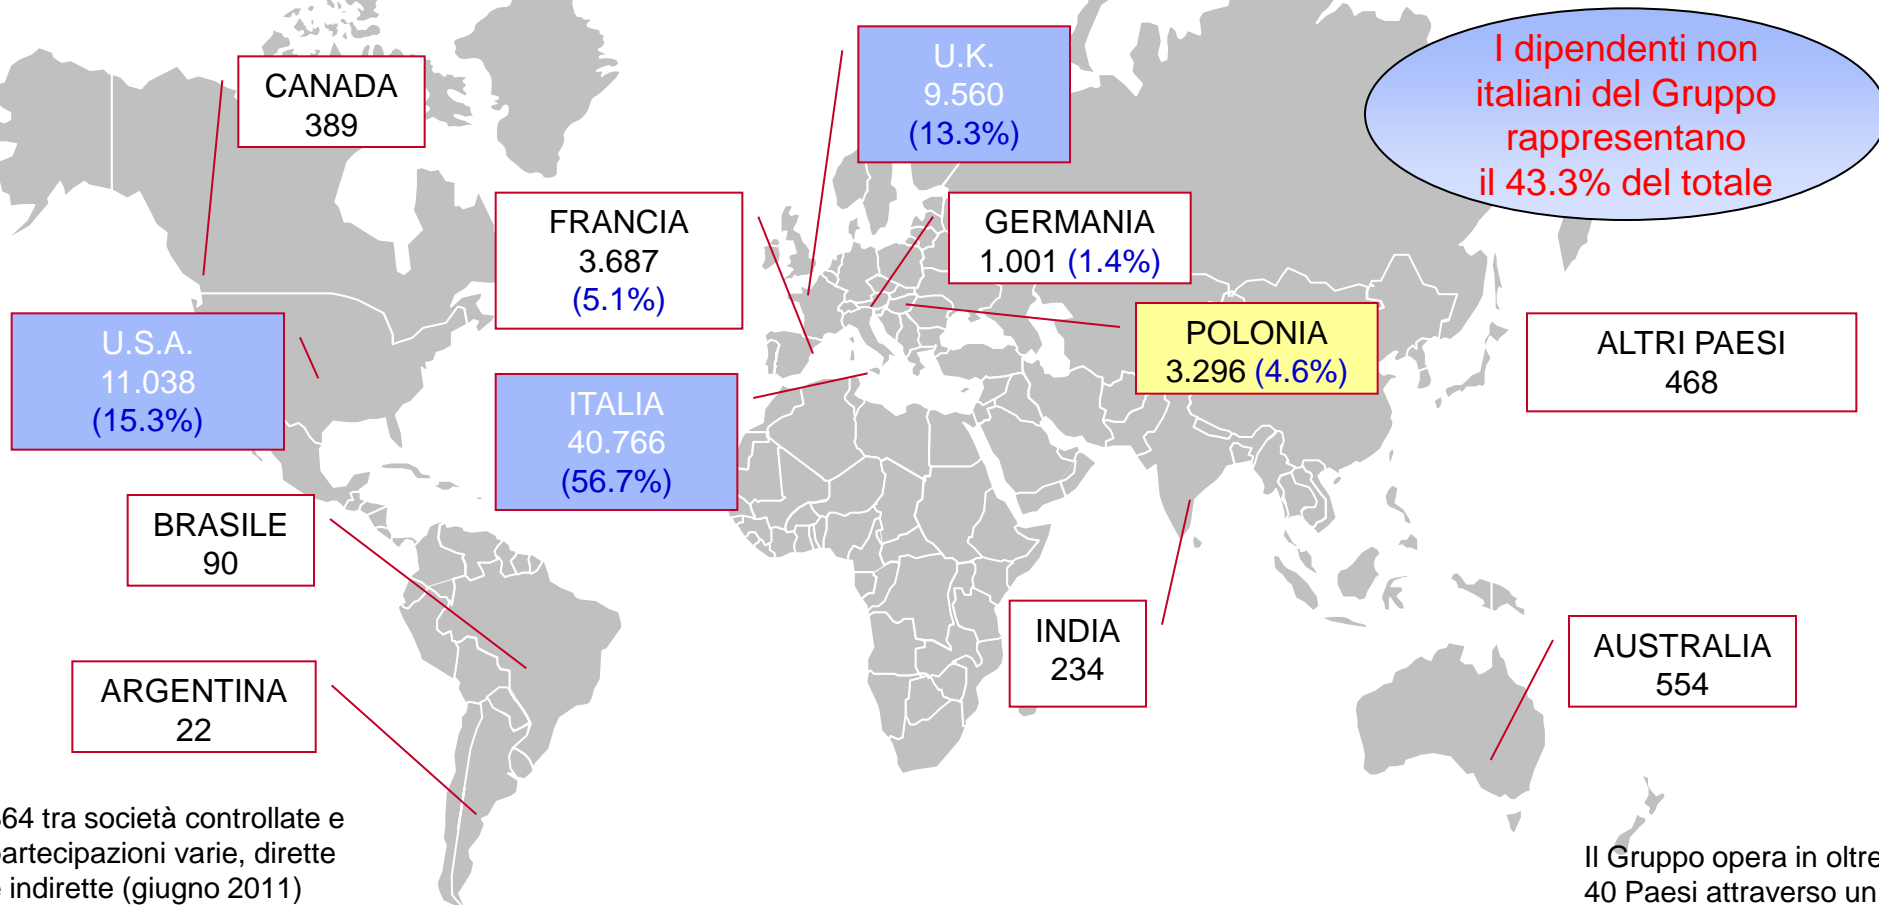 CANADA
389
U.K.
9.560
(13.3%)
I dipendenti non
italiani del Gruppo
rappresentano
il 43.3% del totale
FRANCIA
3.687
(5.1%)
GERMANIA
1.001 (1.4%)
U.S.A.
11.038
(15.3%)
ITALIA
40.766
(56.7%)
POLONIA
3.296 (4.6%)
ALTRI PAESI
468
BRASILE
90
INDIA
234
AUSTRALIA
554
ARGENTINA
22
64 tra società controllate e
partecipazioni varie, dirette
e indirette (giugno 2011)
Il Gruppo opera in oltre
40 Paesi attraverso un